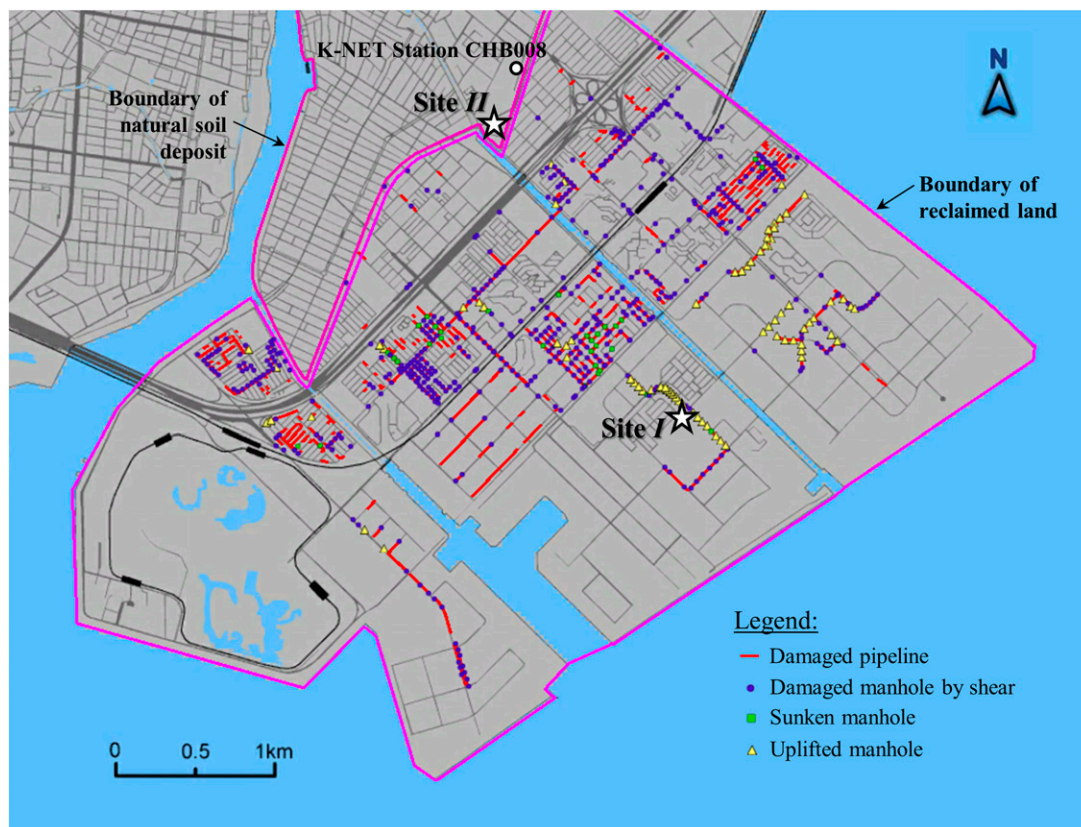 K-NET Station CHB008
N
Boundary of
natural soil
deposit
Site II
Boundary of
reclaimed land
Site I
Legend:
Damaged pipeline
Damaged manhole by shear
Sunken manhole
Uplifted manhole
0 0.5 1km